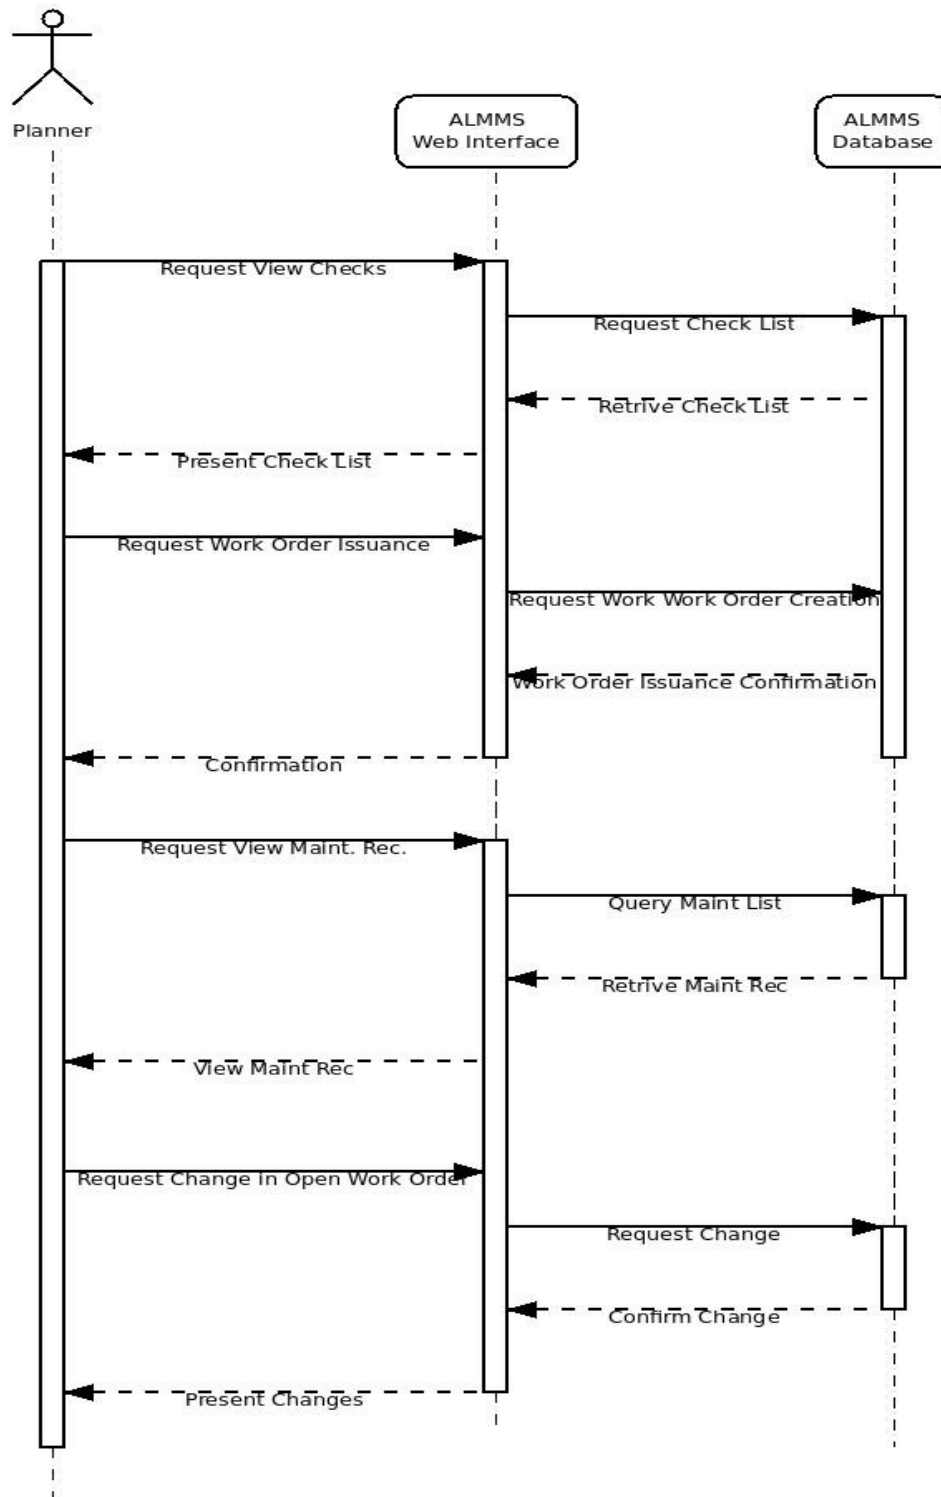 Planner
ALMMS
Web Interface
ALMMS
Database
Request View Checks
Request Check List
Retrive Check List
Present Check List
Request Work Order Issuance
Request Work Work Order Creation
Work Order Issuance Confirmation
Confirmation
Request View Maint. Rec.
Query Maint List
Retrive Maint Rec
View Maint Rec
Request Change in Open Work Order
Request Change
Confirm Change
Present Changes